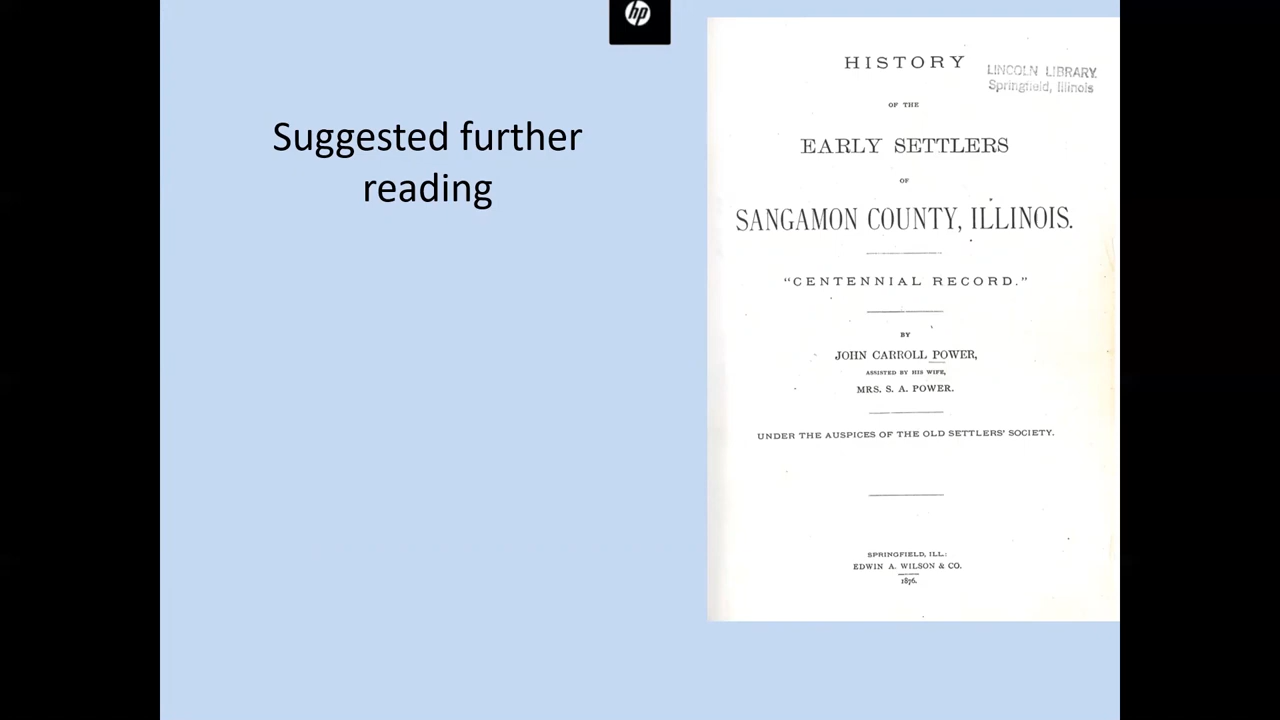 hp
Suggested further
reading
HISTORY
LINCOLN LIBRARY
Springfield, Illinois
OF THE
EARLY SETTLERS
OF
SANGAMON COUNTY, ILLINOIS.
"CENTENNIAL RECORD."
BY
JOHN CARROLL POWER,
ASSISTED BY HIS WIFE,
MRS. S. A. POWER.
UNDER THE AUSPICES OF THE OLD SETTLERS' SOCIETY.
SPRINGFIELD, ILL.:
EDWIN A. WILSON & CO.
1876.